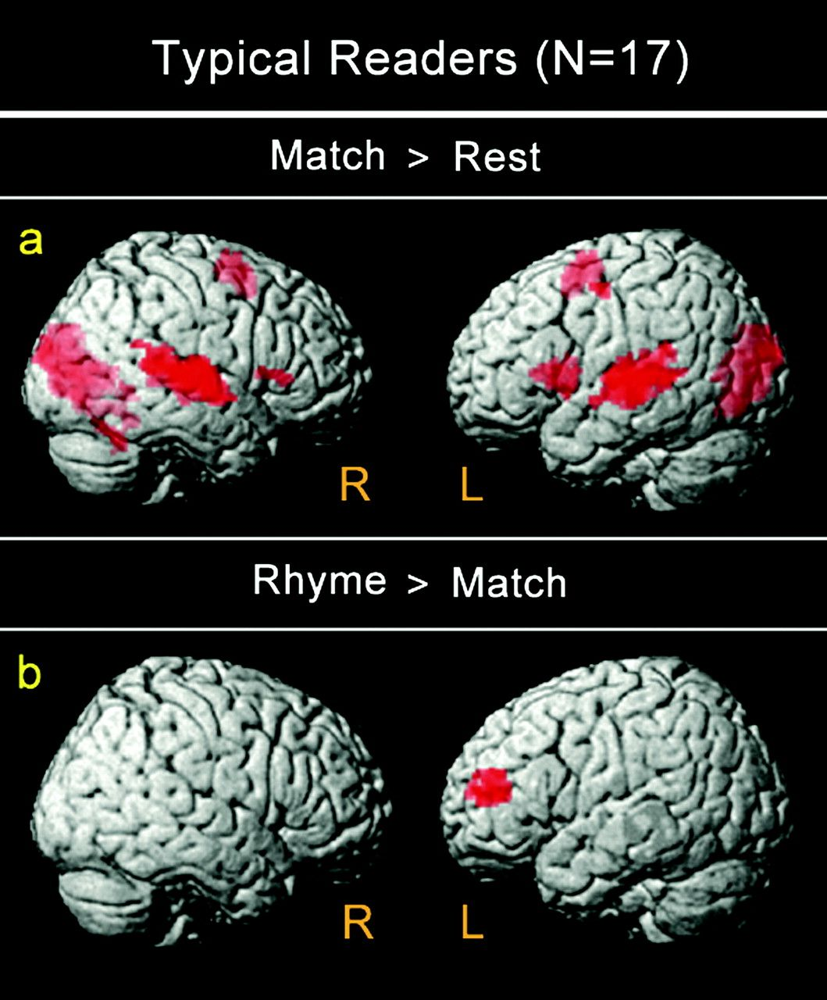 Typical Readers (N=17)
Match > Rest
a
R L
Rhyme > Match
b
R L